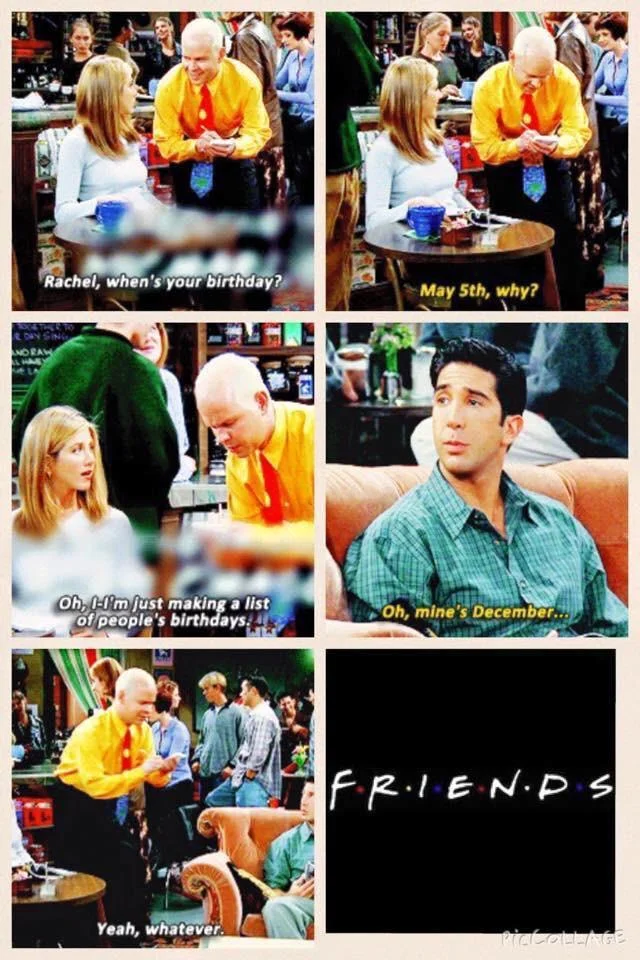 Rachel, when's your birthday?
May 5th, why?
Oh, I-I'm just making a list
of people's birthdays.
Oh, mine's December...
Yeah, whatever.
F·R·I·E·N·D·S
PicCOLLAGE